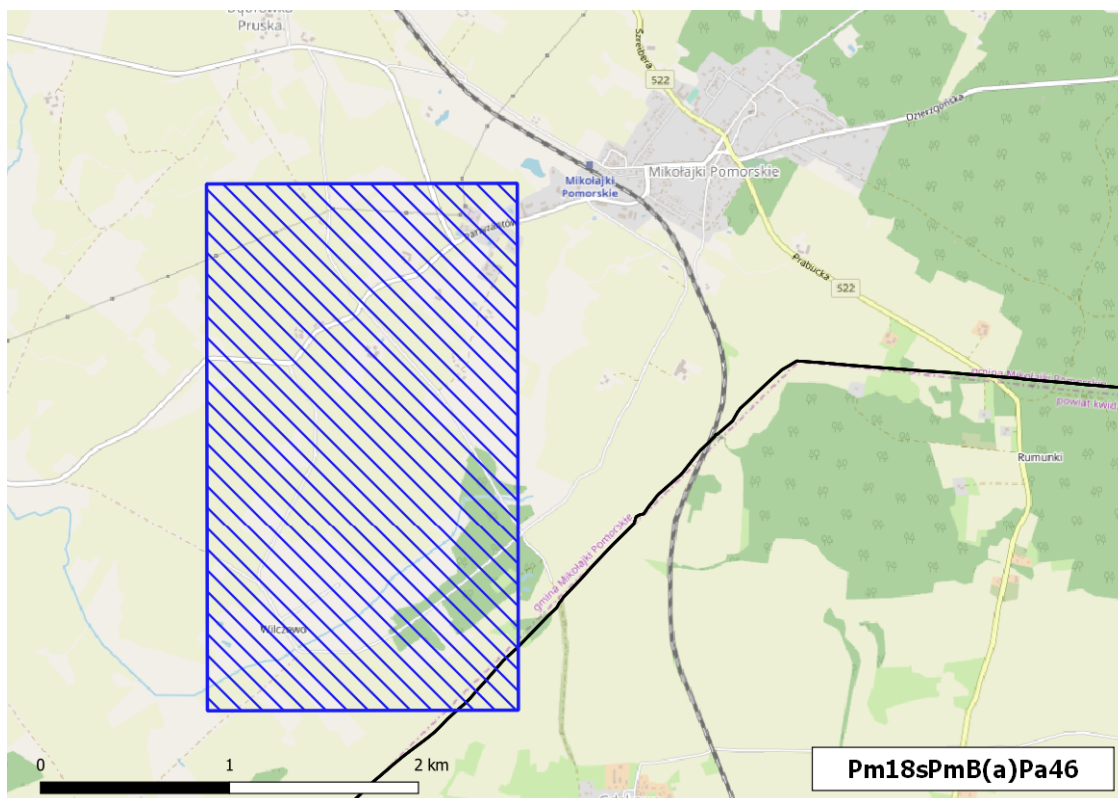 Dąbrówka
Pruska
Szreibera
522
Dzierzgońska
Mikołajki Pomorskie
Mikołajki
Pomorskie
Prabucka
522
gmina Mikołajki Pomorskie
powiat kwid
Rumunki
gmina Mikołajki Pomorskie
Wilczewo
0 1 2 km
Pm18sPmB(a)Pa46